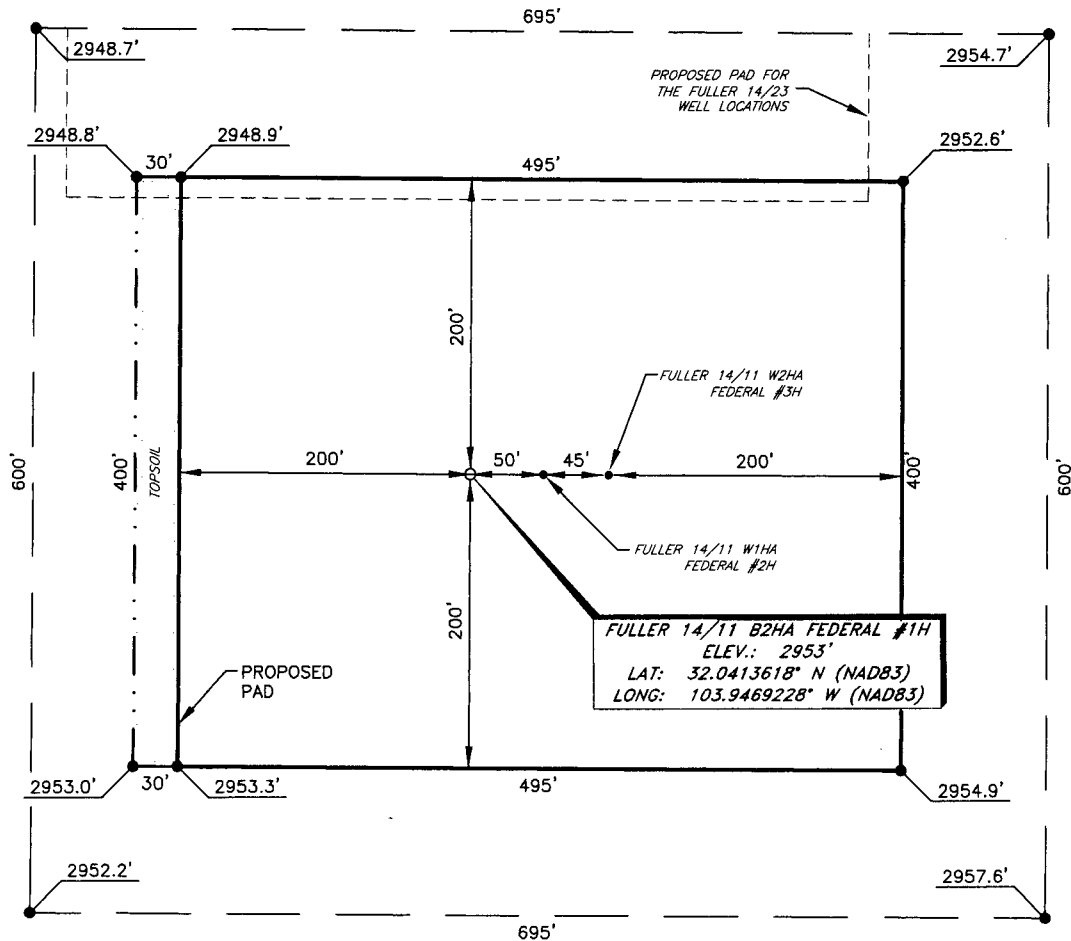 695'
2948.7'
2954.7'
PROPOSED PAD FOR
THE FULLER 14/23
WELL LOCATIONS
2948.8'
30'
2948.9'
495'
2952.6'
200'
FULLER 14/11 W2HA
FEDERAL #3H
600'
400'
TOPSOIL
200'
50'
45'
200'
400'
600'
FULLER 14/11 W1HA
FEDERAL #2H
200'
FULLER 14/11 B2HA FEDERAL #1H
ELEV.: 2953'
LAT: 32.0413618° N (NAD83)
LONG: 103.9469228° W (NAD83)
PROPOSED
PAD
2953.0'
30'
2953.3'
495'
2954.9'
2952.2'
2957.6'
695'